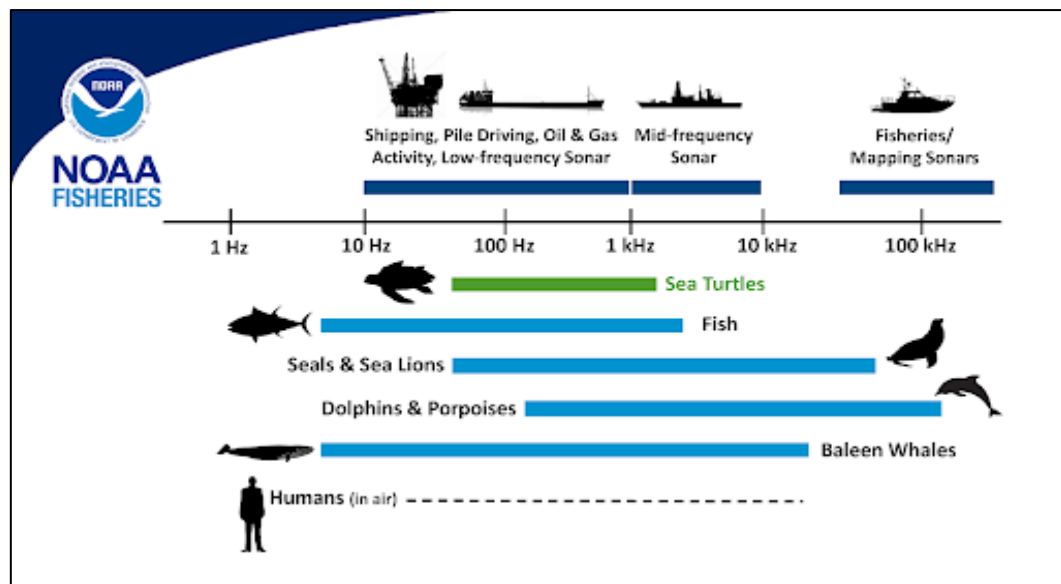 NOAA
NOAA
FISHERIES
Shipping, Pile Driving, Oil & Gas
Activity, Low-frequency Sonar
Mid-frequency
Sonar
Fisheries/
Mapping Sonars
1 Hz
10 Hz
100 Hz
1 kHz
10 kHz
100 kHz
Sea Turtles
Fish
Seals & Sea Lions
Dolphins & Porpoises
Baleen Whales
Humans (in air)